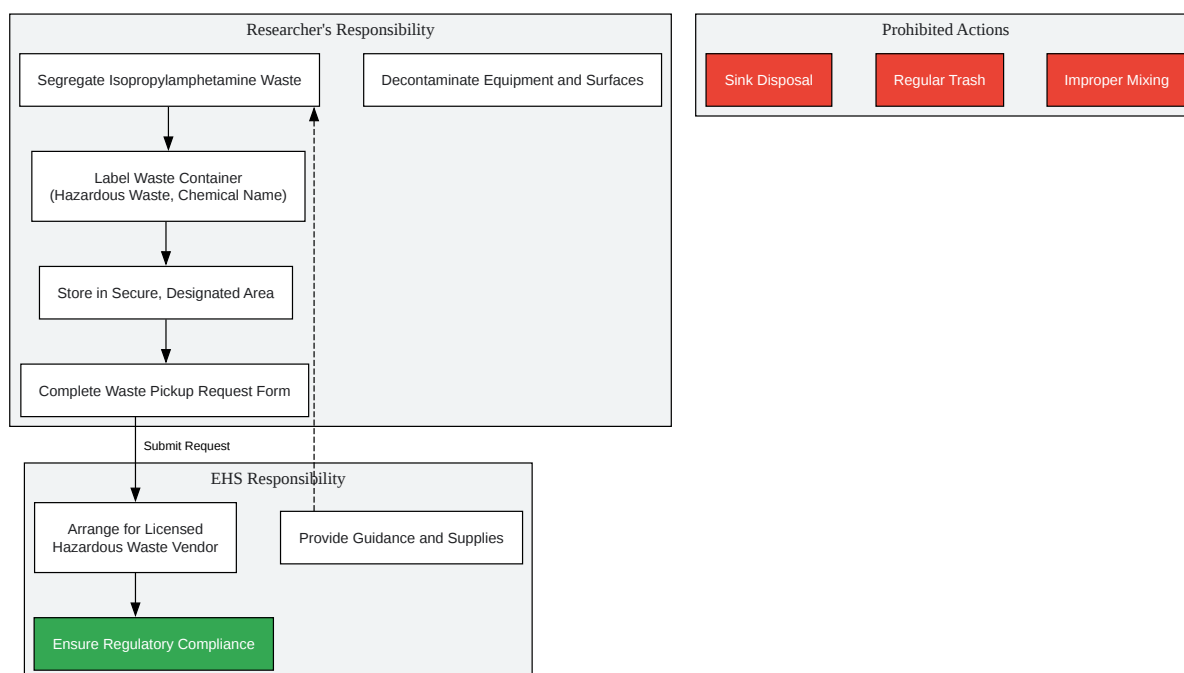 Researcher's Responsibility
Segregate Isopropylamphetamine Waste
Decontaminate Equipment and Surfaces
Label Waste Container
(Hazardous Waste, Chemical Name)
Store in Secure, Designated Area
Complete Waste Pickup Request Form
Submit Request
EHS Responsibility
Arrange for Licensed
Hazardous Waste Vendor
Provide Guidance and Supplies
Ensure Regulatory Compliance
Prohibited Actions
Sink Disposal
Regular Trash
Improper Mixing